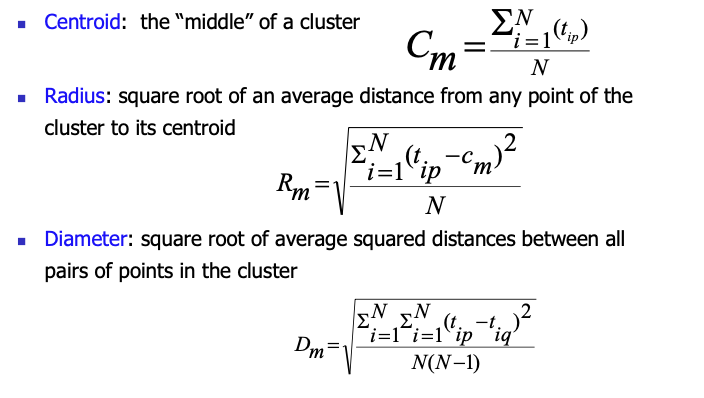 ▪ Centroid: the “middle” of a cluster
C_m = Σ_{i=1}^{N}(t_{ip}) / N
▪ Radius: square root of an average distance from any point of the
cluster to its centroid
R_m = √(Σ_{i=1}^{N}(t_{ip} − c_m)^2 / N)
▪ Diameter: square root of average squared distances between all
pairs of points in the cluster
D_m = √(Σ_{i=1}^{N} Σ_{i=1}^{N}(t_{ip} − t_{iq})^2 / N(N−1))